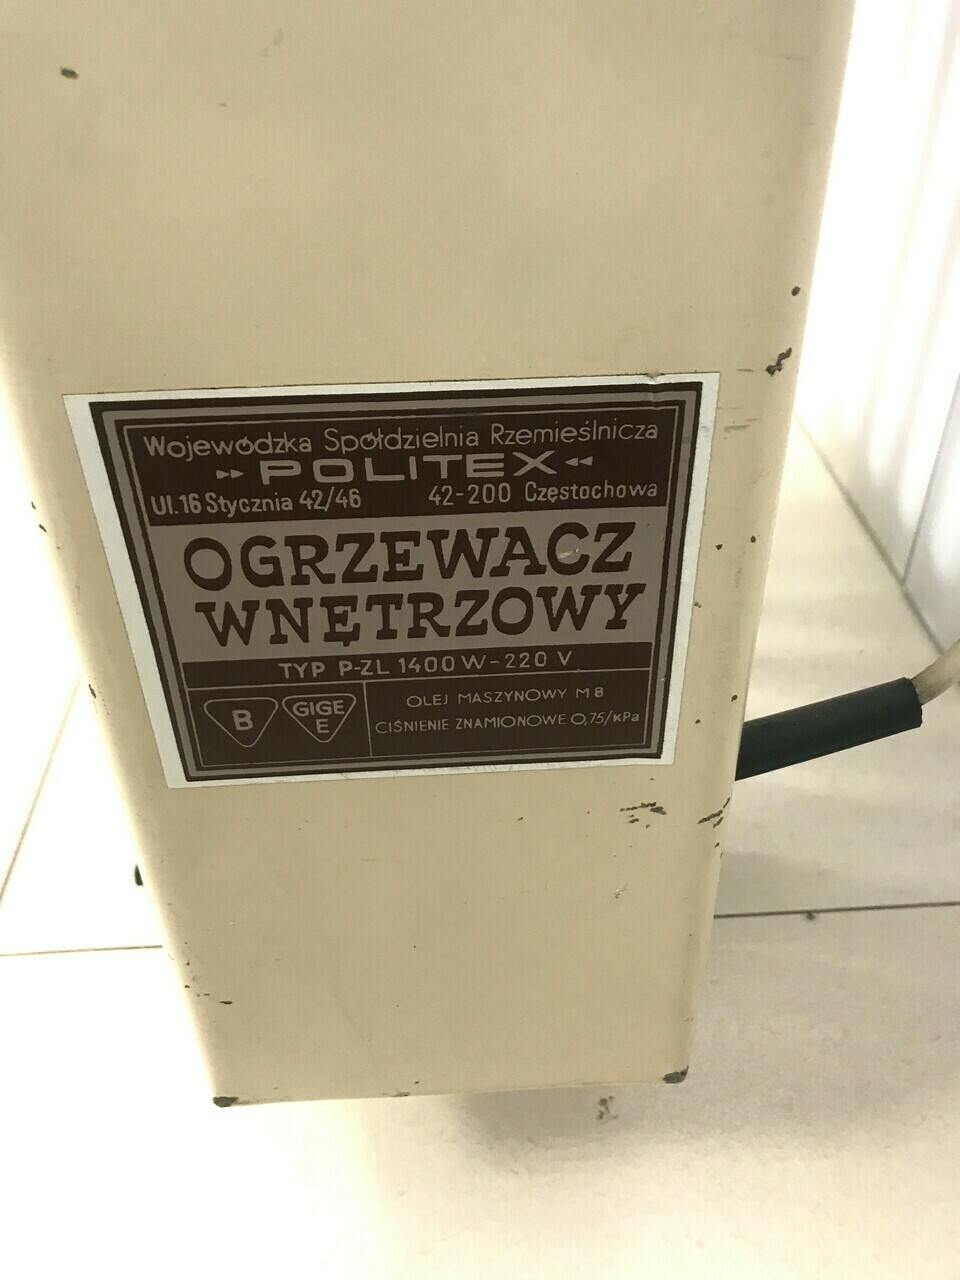 Wojewódzka Spółdzielnia Rzemieślnicza
POLITEX
Ul. 16 Stycznia 42/46 42-200 Częstochowa
OGRZEWACZ
WNĘTRZOWY
TYP P-ZL 1400 W - 220 V
B
GIGE
E
OLEJ MASZYNOWY M 8
CIŚNIENIE ZNAMIONOWE 0,75/кPa